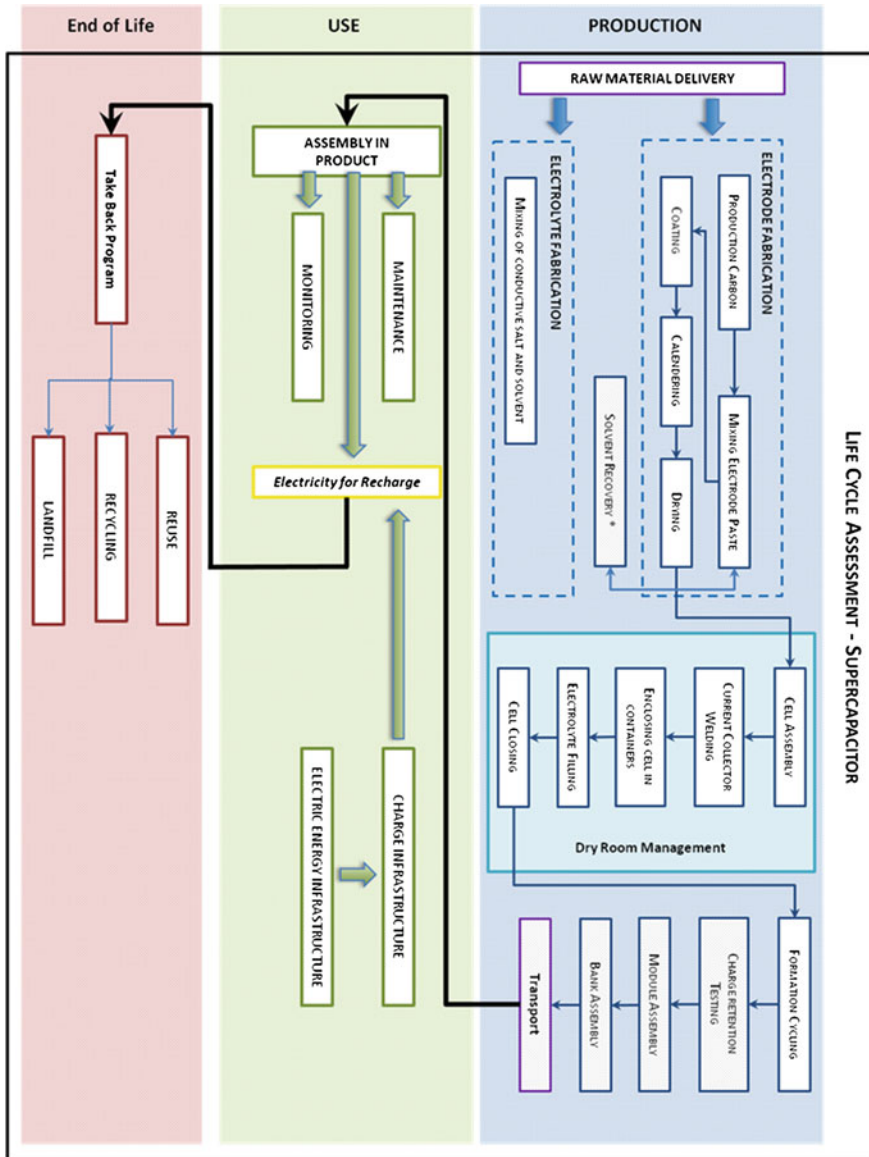 LIFE CYCLE ASSESSMENT - SUPERCAPACITOR
End of Life
USE
PRODUCTION
RAW MATERIAL DELIVERY
ELECTRODE FABRICATION
PRODUCTION CARBON
MIXING ELECTRODE PASTE
COATING
CALENDERING
DRYING
SOLVENT RECOVERY *
ELECTROLYTE FABRICATION
MIXING OF CONDUCTIVE SALT AND SOLVENT
CELL ASSEMBLY
CURRENT COLLECTOR
WELDING
ENCLOSING CELL IN
CONTAINERS
ELECTROLYTE FILLING
CELL CLOSING
Dry Room Management
FORMATION CYCLING
CHARGE RETENTION
TESTING
MODULE ASSEMBLY
BANK ASSEMBLY
Transport
ASSEMBLY IN
PRODUCT
MAINTENANCE
MONITORING
Electricity for Recharge
CHARGE INFRASTRUCTURE
ELECTRIC ENERGY INFRASTRUCTURE
Take Back Program
REUSE
RECYCLING
LANDFILL